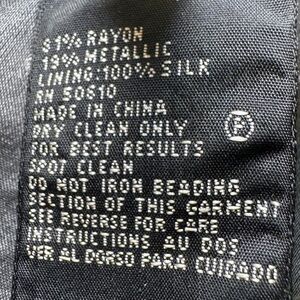 81% RAYON
19% METALLIC
LINING:100% SILK
RN 50810
MADE IN CHINA
DRY CLEAN ONLY
FOR BEST RESULTS
SPOT CLEAN
DO NOT IRON BEADING
SECTION OF THIS GARMENT
SEE REVERSE FOR CARE
INSTRUCTIONS AU DOS
VER AL DORSO PARA CUIDADO
P